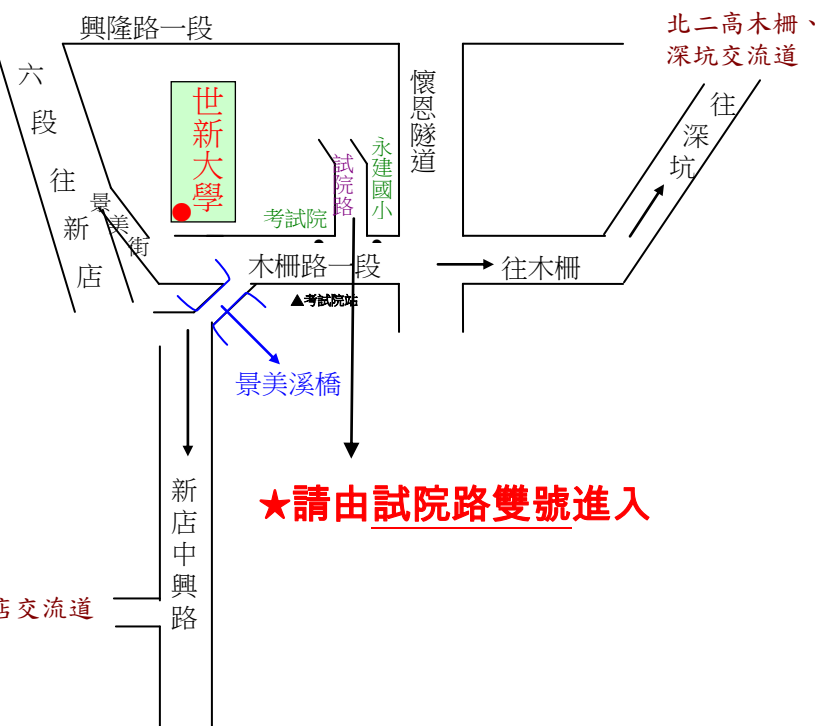 興隆路一段
北二高木柵、
深坑交流道
六段往新店
世新大學
懷恩隧道
往深坑
永建國小
試院路
景美街
考試院
木柵路一段
往木柵
▲考試院站
景美溪橋
★請由試院路雙號進入
新店中興路
店交流道